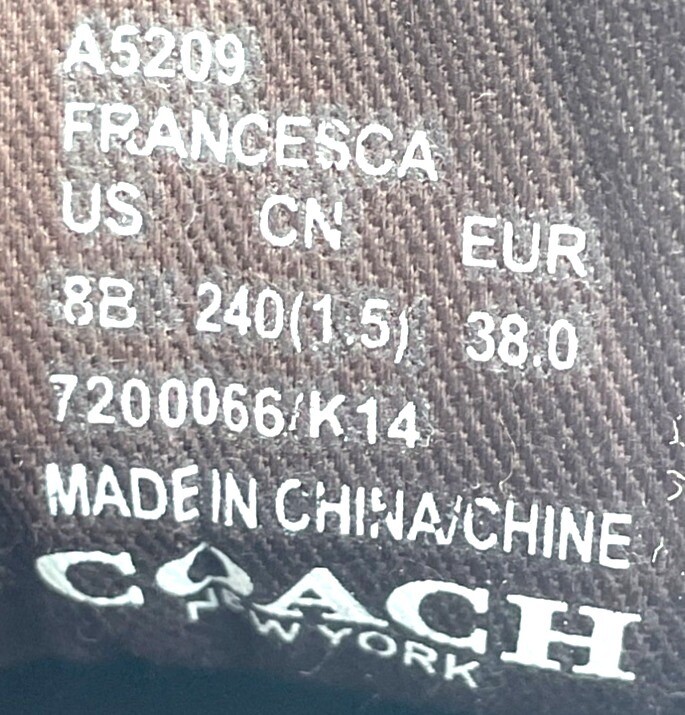 A5209
FRANCESCA
US CN EUR
8B 240(1.5) 38.0
7200066/K14
MADE IN CHINA/CHINE
COACH
NEW YORK